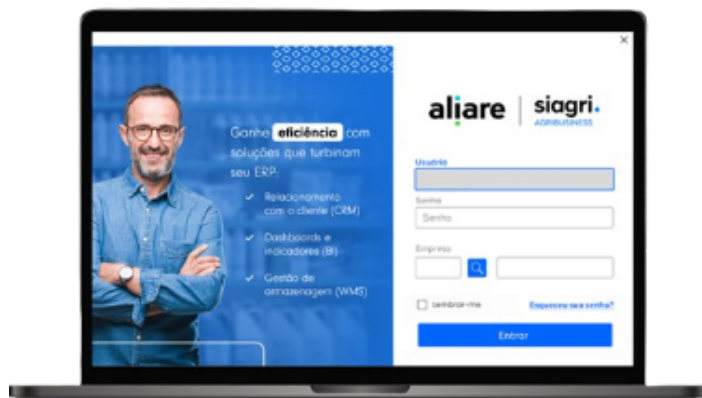 Ganhe eficiência com
soluções que turbinam
seu ERP:
Relacionamento
com o cliente (CRM)
Dashboards e
indicadores (BI)
Gestão de
armazenagem (WMS)
aliare
siagri.
AGRIBUSINESS
Usuário
Senha
Senha
Empresa
Lembrar-me
Esqueceu sua senha?
Entrar